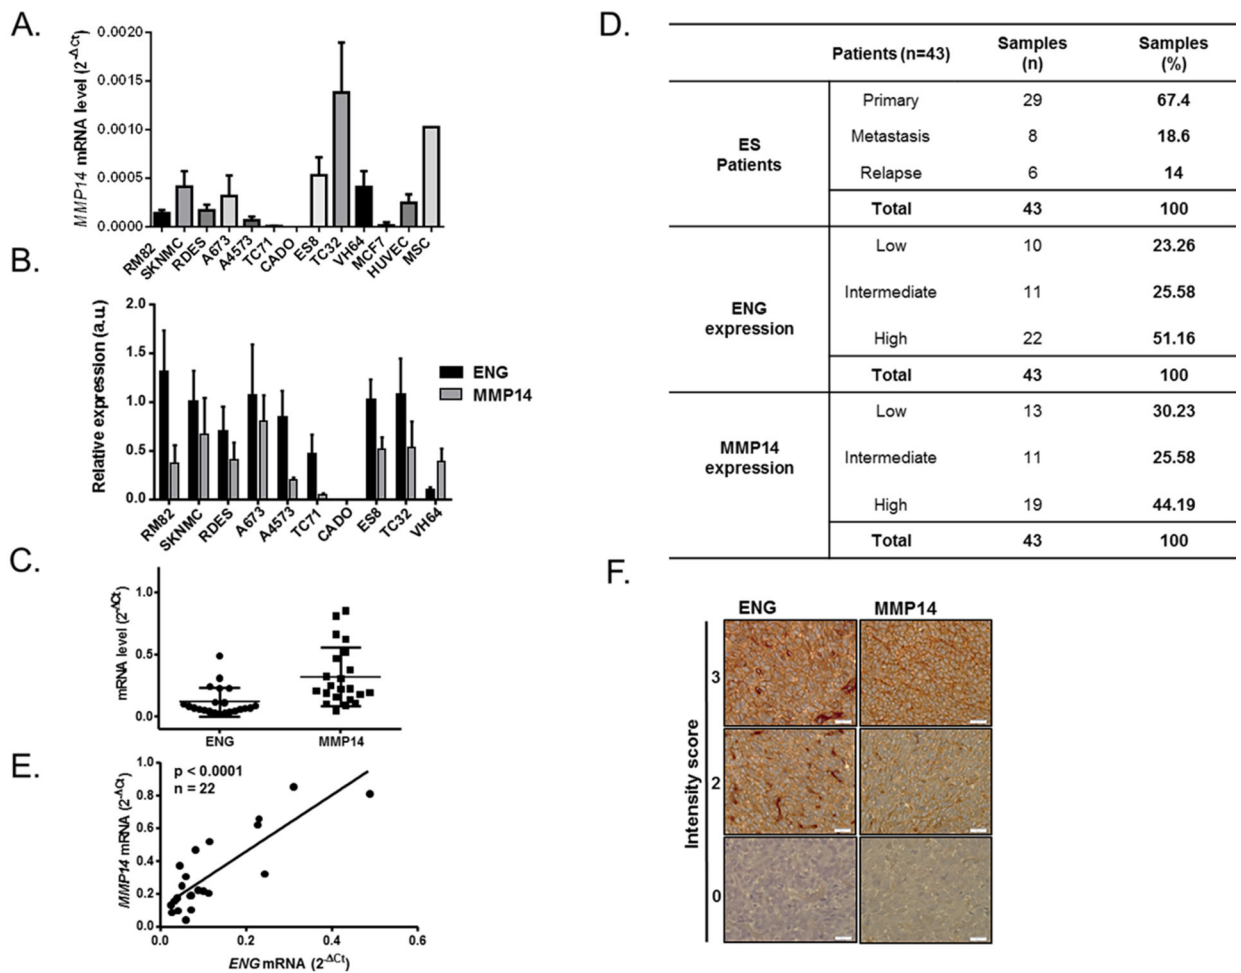 A.
MMP14 mRNA level (2-ΔCt)
0.0020
0.0015
0.0010
0.0005
0.0000
RM82 SKNMC RDES A673 A4573 TC71 CADO ES8 TC32 VH64 MCF7 HUVEC MSC
B.
Relative expression (a.u.)
2.0
1.5
1.0
0.5
0.0
ENG
MMP14
RM82 SKNMC RDES A673 A4573 TC71 CADO ES8 TC32 VH64
C.
mRNA level (2-ΔCt)
1.0
0.5
0.0
ENG MMP14
D.
Patients (n=43) Samples (n) Samples (%)
ES Patients
Primary 29 67.4
Metastasis 8 18.6
Relapse 6 14
Total 43 100
ENG expression
Low 10 23.26
Intermediate 11 25.58
High 22 51.16
Total 43 100
MMP14 expression
Low 13 30.23
Intermediate 11 25.58
High 19 44.19
Total 43 100
E.
MMP14 mRNA (2-ΔCt)
1.0
0.8
0.6
0.4
0.2
0.0
p < 0.0001
n = 22
0.0 0.2 0.4 0.6
ENG mRNA (2-ΔCt)
F.
ENG MMP14
Intensity score
3
2
0